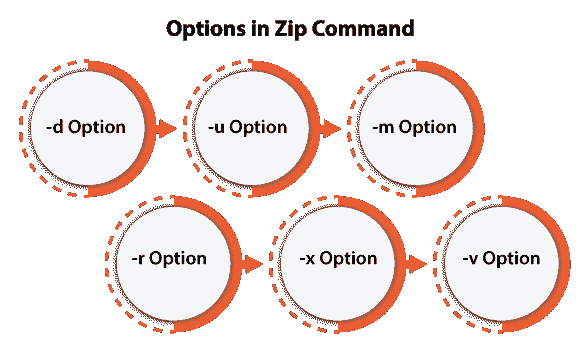 Options in Zip Command
-d Option
-u Option
-m Option
-r Option
-x Option
-v Option